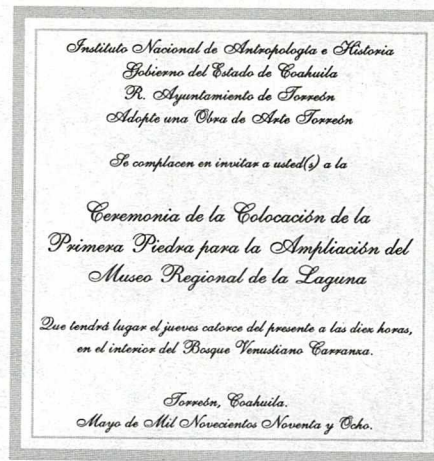 Instituto Nacional de Antropología e Historia
Gobierno del Estado de Coahuila
R. Ayuntamiento de Torreón
Adopte una Obra de Arte Torreón
Se complacen en invitar a usted(s) a la
Ceremonia de la Colocación de la
Primera Piedra para la Ampliación del
Museo Regional de la Laguna
Que tendrá lugar el jueves catorce del presente a las diez horas,
en el interior del Bosque Venustiano Carranza.
Torreón, Coahuila.
Mayo de Mil Novecientos Noventa y Ocho.